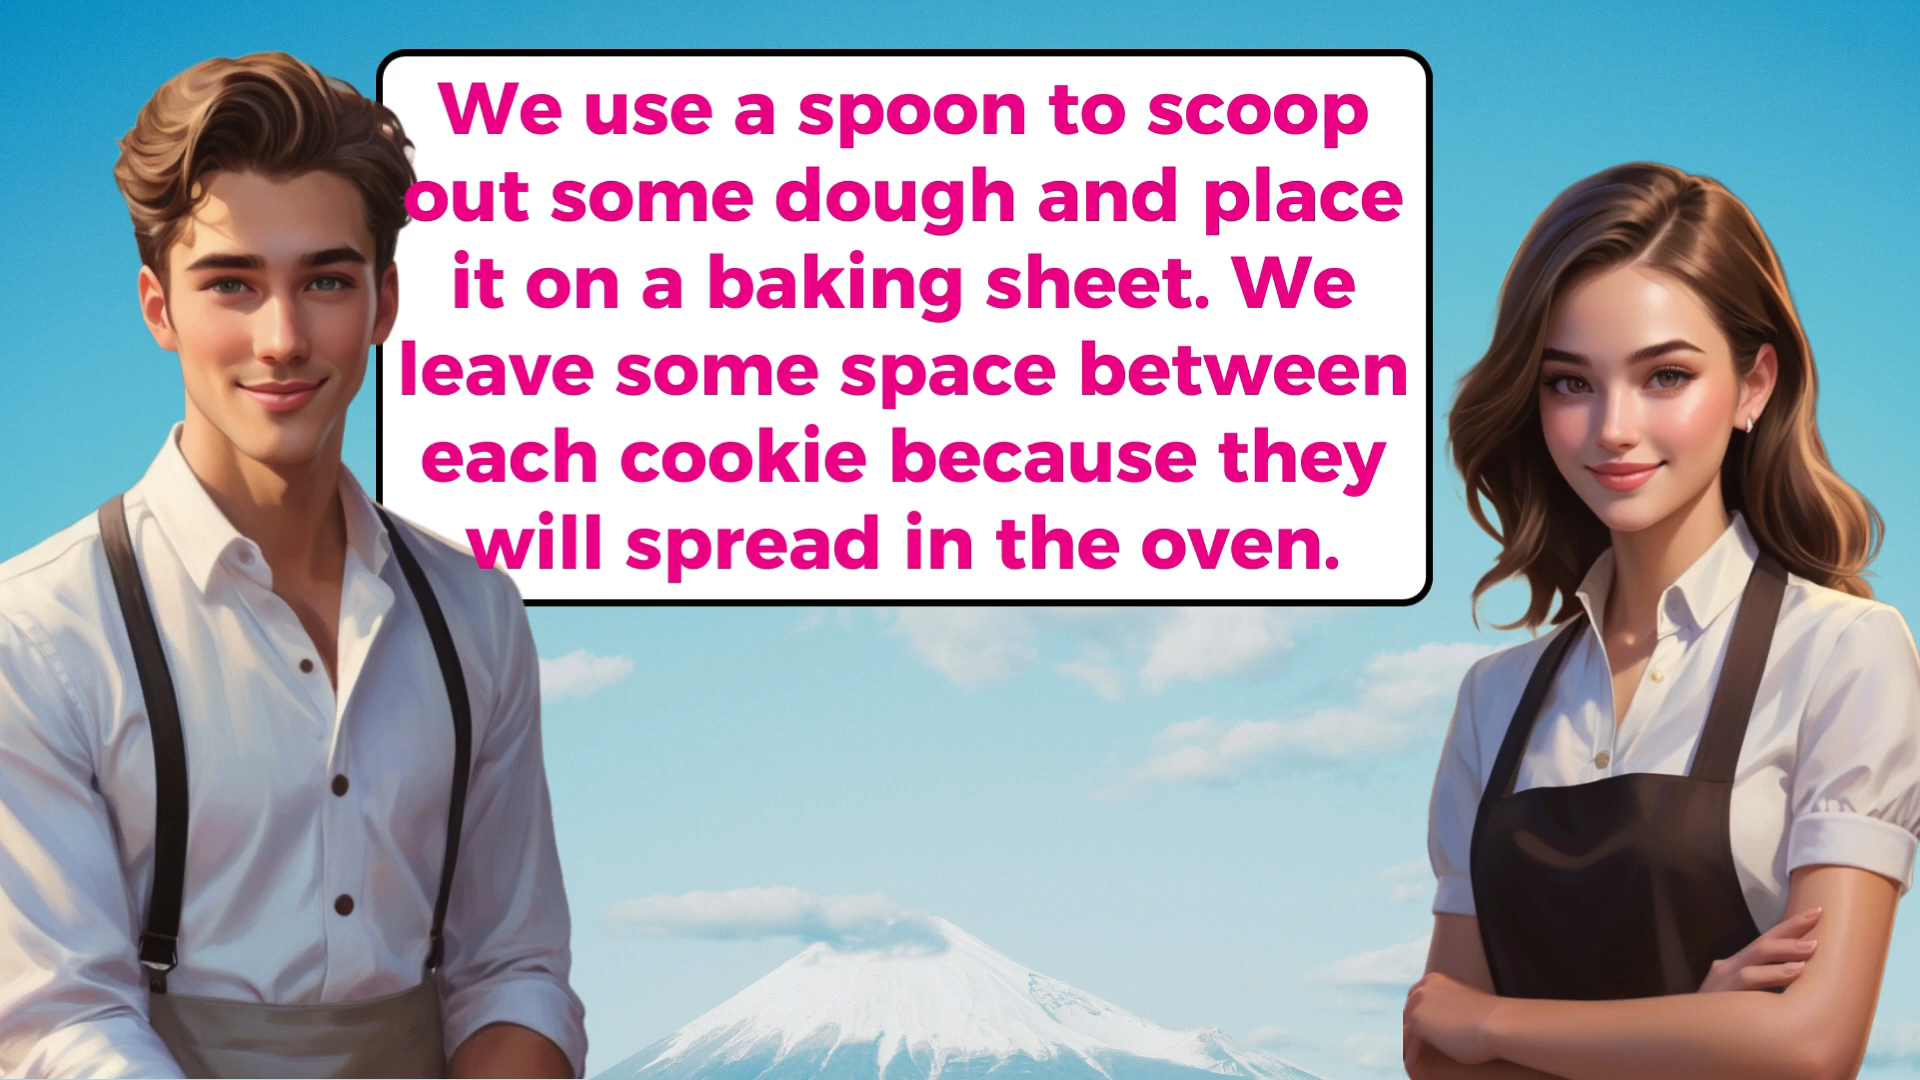 We use a spoon to scoop
out some dough and place
it on a baking sheet. We
leave some space between
each cookie because they
will spread in the oven.